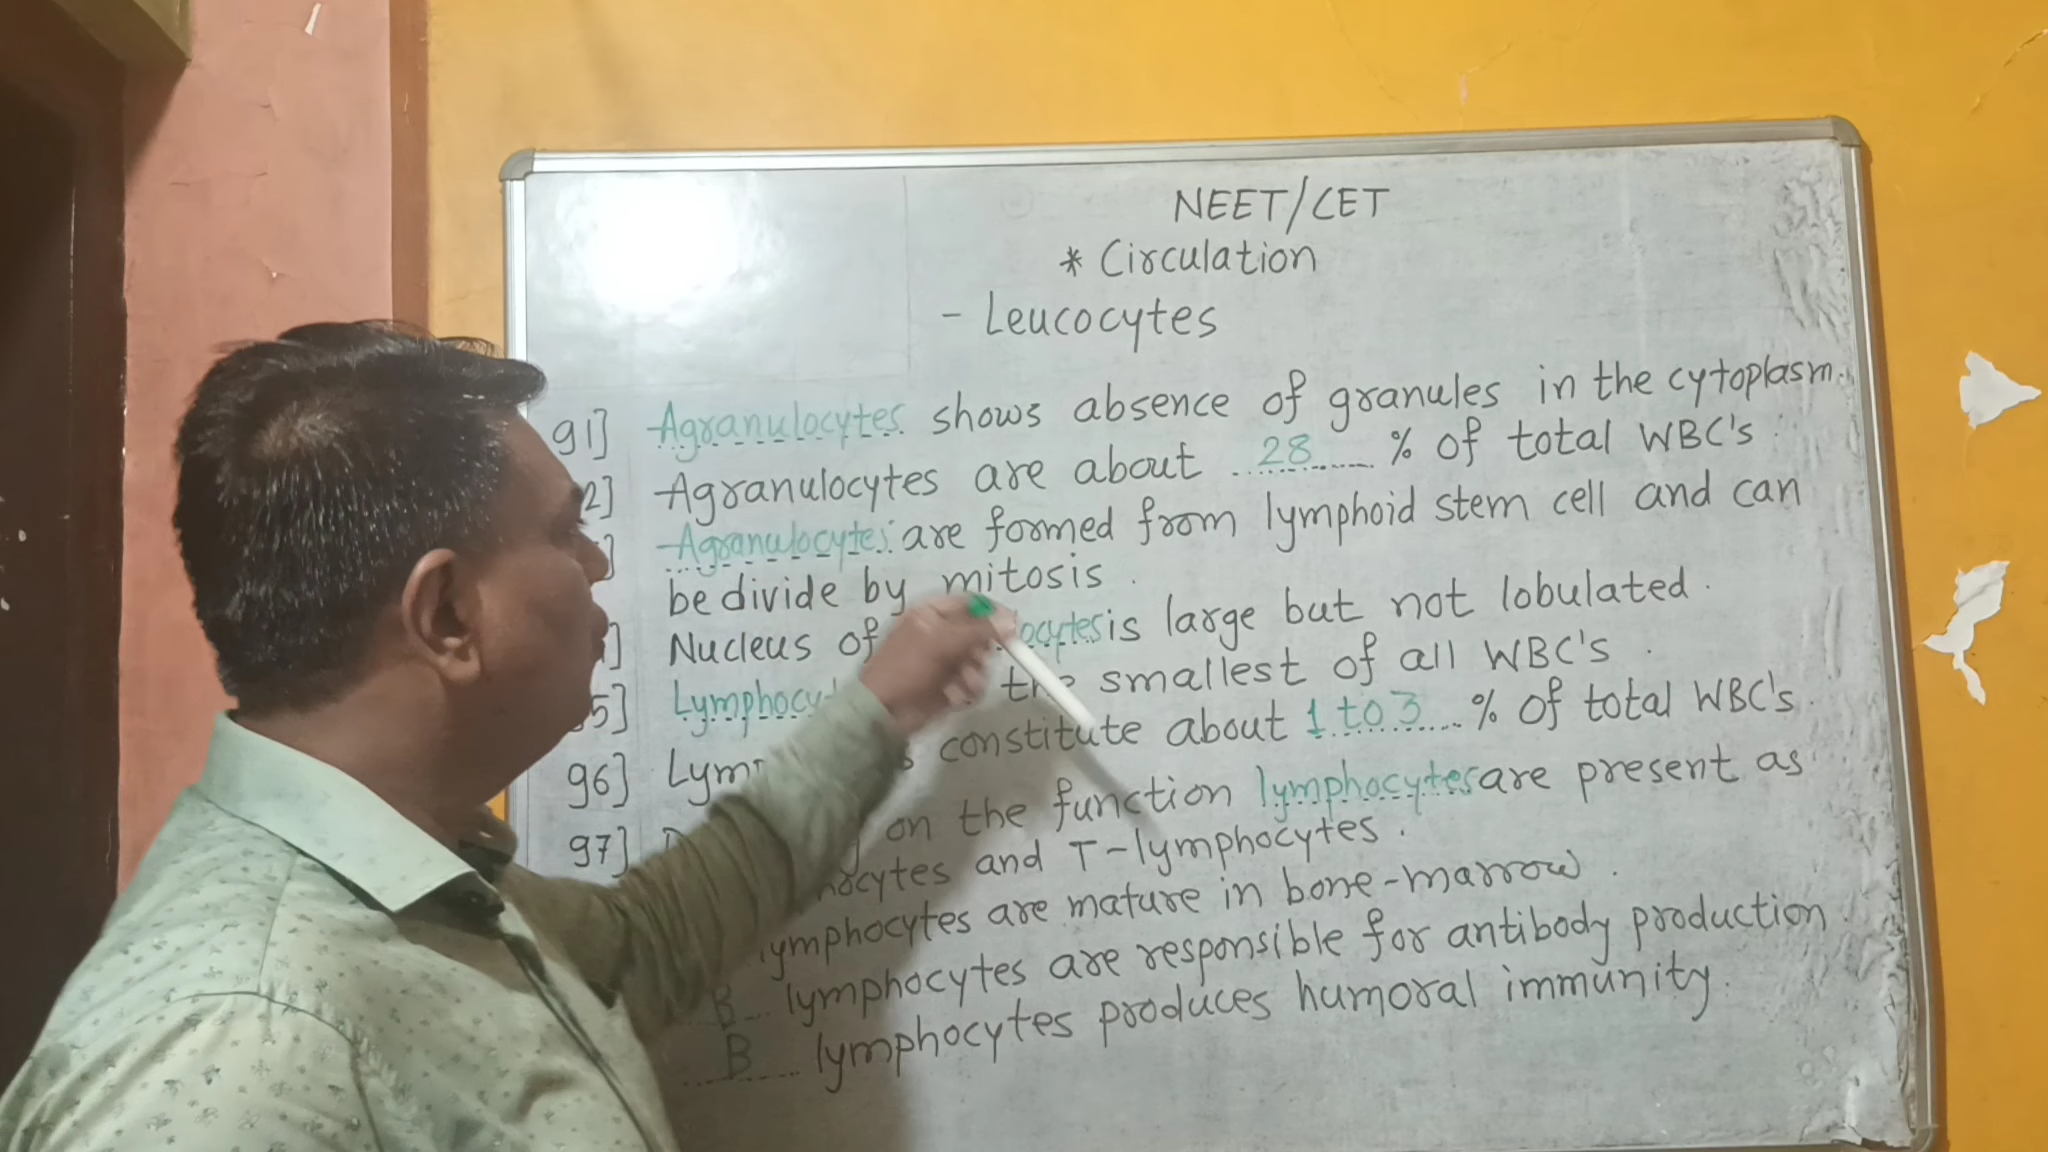 NEET/CET
* Circulation
- Leucocytes
91] Agranulocytes shows absence of granules in the cytoplasm.
2] Agranulocytes are about 28 % of total WBC's
] Agranulocytes are formed from lymphoid stem cell and can
be divide by mitosis.
] Nucleus of ocytes is large but not lobulated.
95] Lymphocy the smallest of all WBC's.
96] Lym s constitute about 1 to 3 % of total WBC's.
97] on the function lymphocytes are present as
ocytes and T-lymphocytes.
lymphocytes are mature in bone-marrow.
B lymphocytes are responsible for antibody production.
B lymphocytes produces humoral immunity.